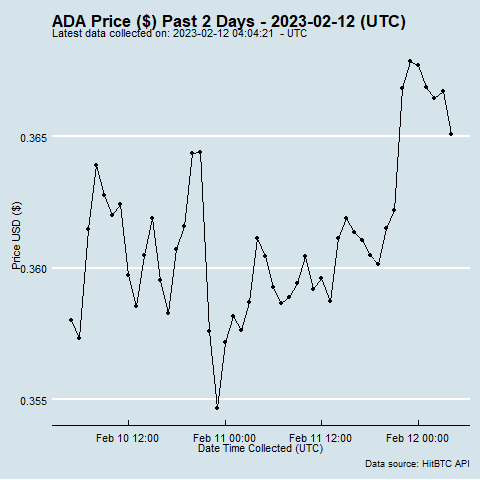 ADA Price ($) Past 2 Days - 2023-02-12 (UTC)
Latest data collected on: 2023-02-12 04:04:21 - UTC
0.365
0.360
0.355
Price USD ($)
Feb 10 12:00
Feb 11 00:00
Feb 11 12:00
Feb 12 00:00
Date Time Collected (UTC)
Data source: HitBTC API